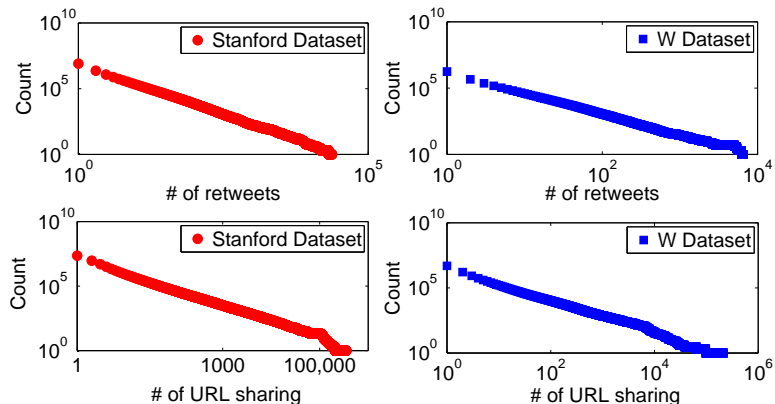 10^10
Stanford Dataset
Count
10^5
10^0
10^0
10^5
# of retweets
10^10
W Dataset
Count
10^5
10^0
10^0
10^2
10^4
# of retweets
10^10
Stanford Dataset
Count
10^5
10^0
1
1000
100,000
# of URL sharing
10^10
W Dataset
Count
10^5
10^0
10^0
10^2
10^4
10^6
# of URL sharing